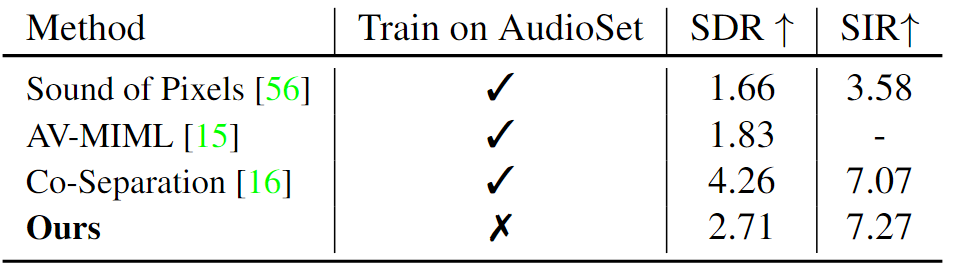 Method Train on AudioSet SDR ↑ SIR↑
Sound of Pixels [56] ✓ 1.66 3.58
AV-MIML [15] ✓ 1.83 -
Co-Separation [16] ✓ 4.26 7.07
Ours ✗ 2.71 7.27